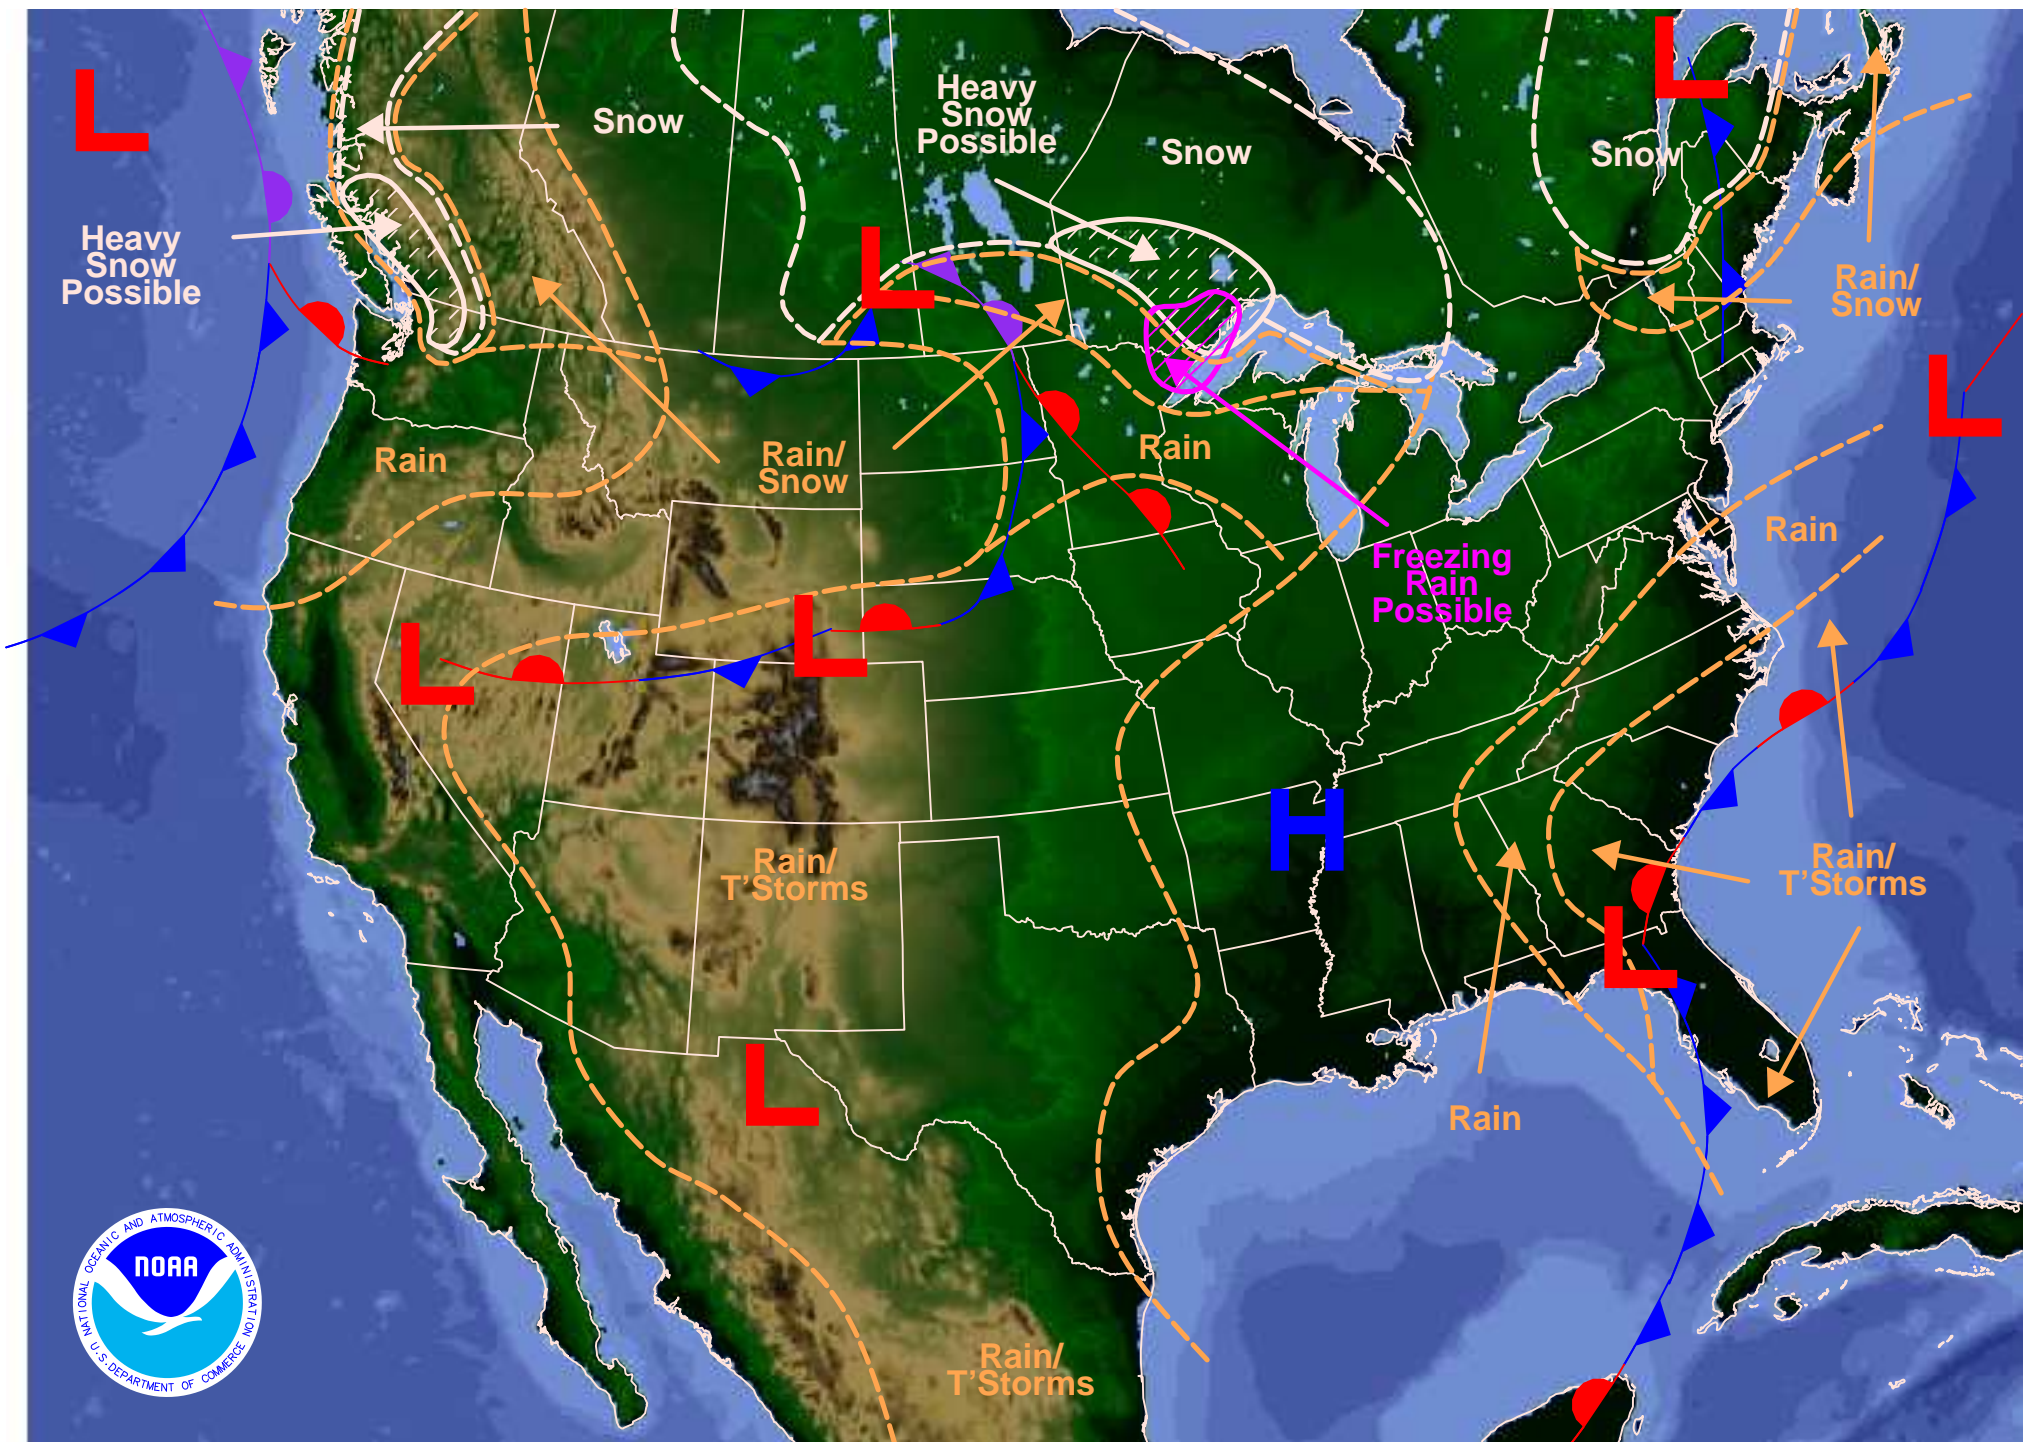 L
L
Heavy
Snow
Possible
Snow
Snow
Snow
Heavy
Snow
Possible
L
Rain/
Snow
L
Rain
Rain/
Snow
Rain
Rain
Freezing
Rain
Possible
L
L
H
Rain/
T'Storms
Rain/
T'Storms
L
L
Rain
Rain/
T'Storms
NATIONAL OCEANIC AND ATMOSPHERIC ADMINISTRATION
NOAA
U.S. DEPARTMENT OF COMMERCE